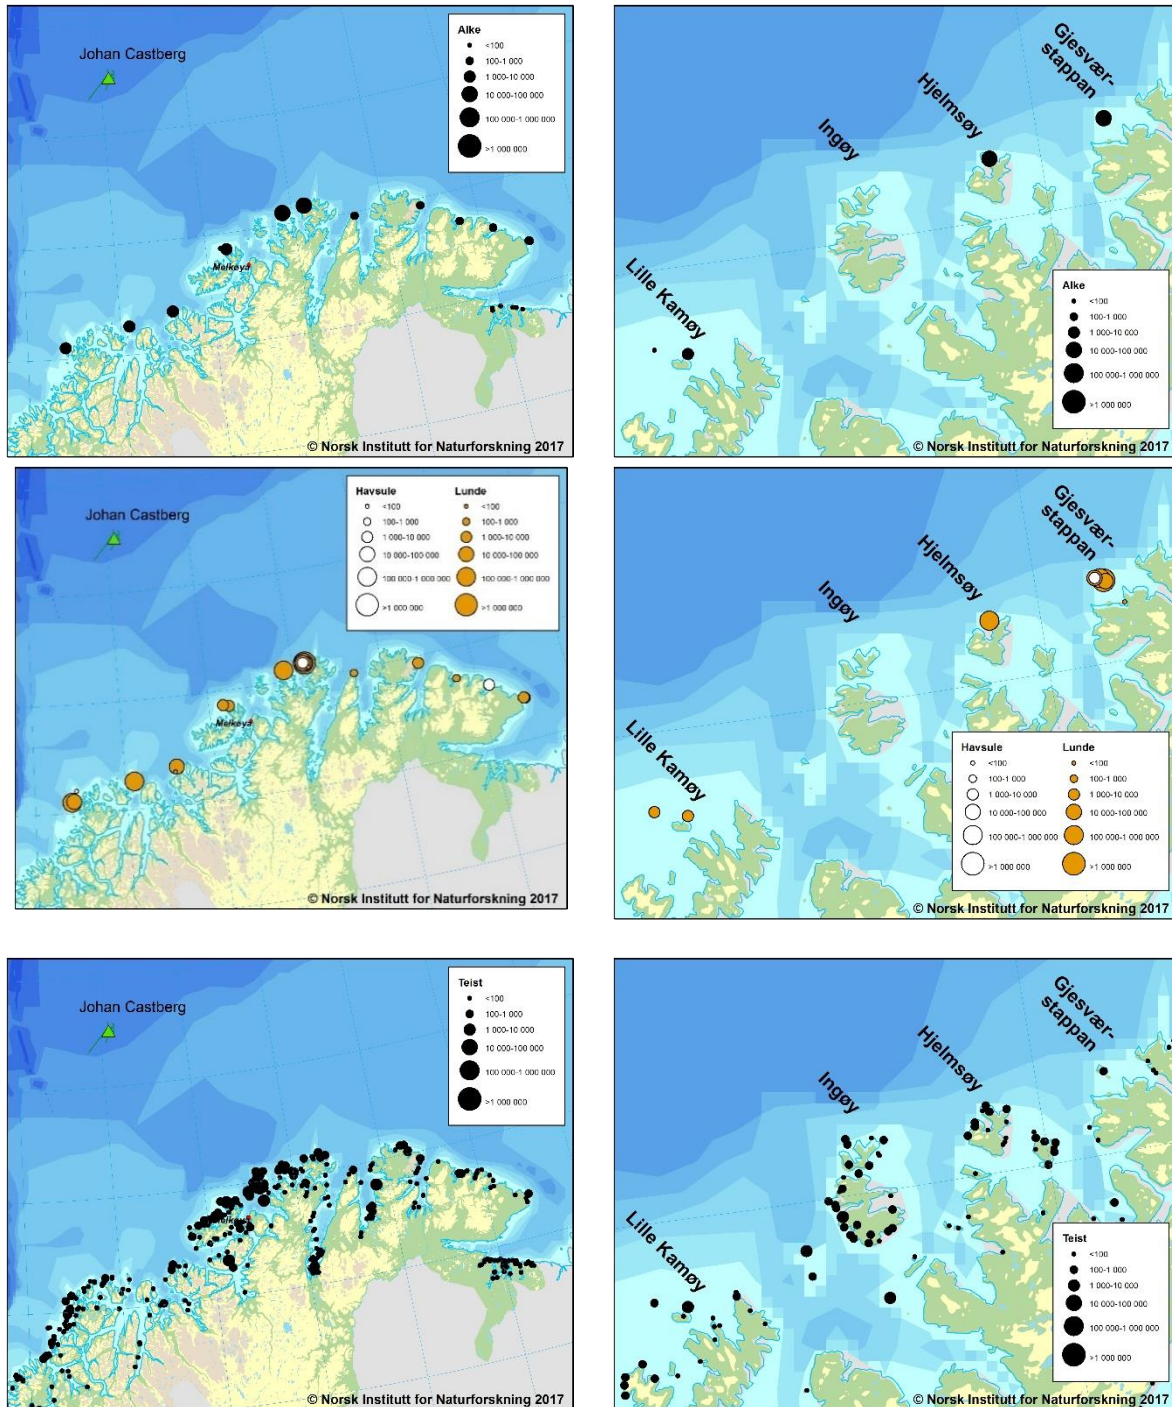 Johan Castberg
Alke
<100
100-1 000
1 000-10 000
10 000-100 000
100 000-1 000 000
>1 000 000
Melkøya
© Norsk Institutt for Naturforskning 2017
Gjesvær-
stappan
Hjelmsøy
Ingøy
Lille Kamøy
Alke
<100
100-1 000
1 000-10 000
10 000-100 000
100 000-1 000 000
>1 000 000
© Norsk Institutt for Naturforskning 2017
Johan Castberg
Havsule Lunde
<100 <100
100-1 000 100-1 000
1 000-10 000 1 000-10 000
10 000-100 000 10 000-100 000
100 000-1 000 000 100 000-1 000 000
>1 000 000 >1 000 000
Melkøya
© Norsk Institutt for Naturforskning 2017
Gjesvær-
stappan
Hjelmsøy
Ingøy
Lille Kamøy
Havsule Lunde
<100 <100
100-1 000 100-1 000
1 000-10 000 1 000-10 000
10 000-100 000 10 000-100 000
100 000-1 000 000 100 000-1 000 000
>1 000 000 >1 000 000
© Norsk Institutt for Naturforskning 2017
Johan Castberg
Teist
<100
100-1 000
1 000-10 000
10 000-100 000
100 000-1 000 000
>1 000 000
Melkøya
© Norsk Institutt for Naturforskning 2017
Gjesvær-
stappan
Hjelmsøy
Ingøy
Lille Kamøy
Teist
<100
100-1 000
1 000-10 000
10 000-100 000
100 000-1 000 000
>1 000 000
© Norsk Institutt for Naturforskning 2017